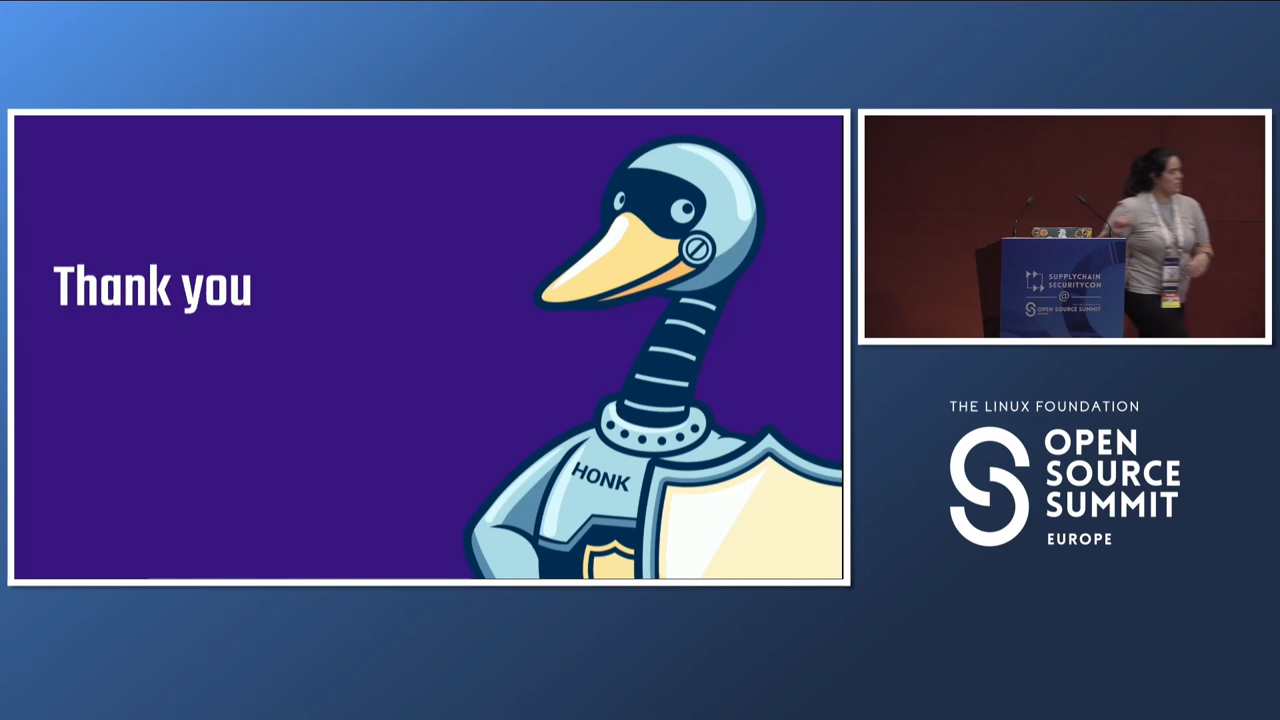 Thank you
HONK
SUPPLYCHAIN
SECURITYCON
@
OPEN SOURCE SUMMIT
THE LINUX FOUNDATION
OPEN
SOURCE
SUMMIT
EUROPE